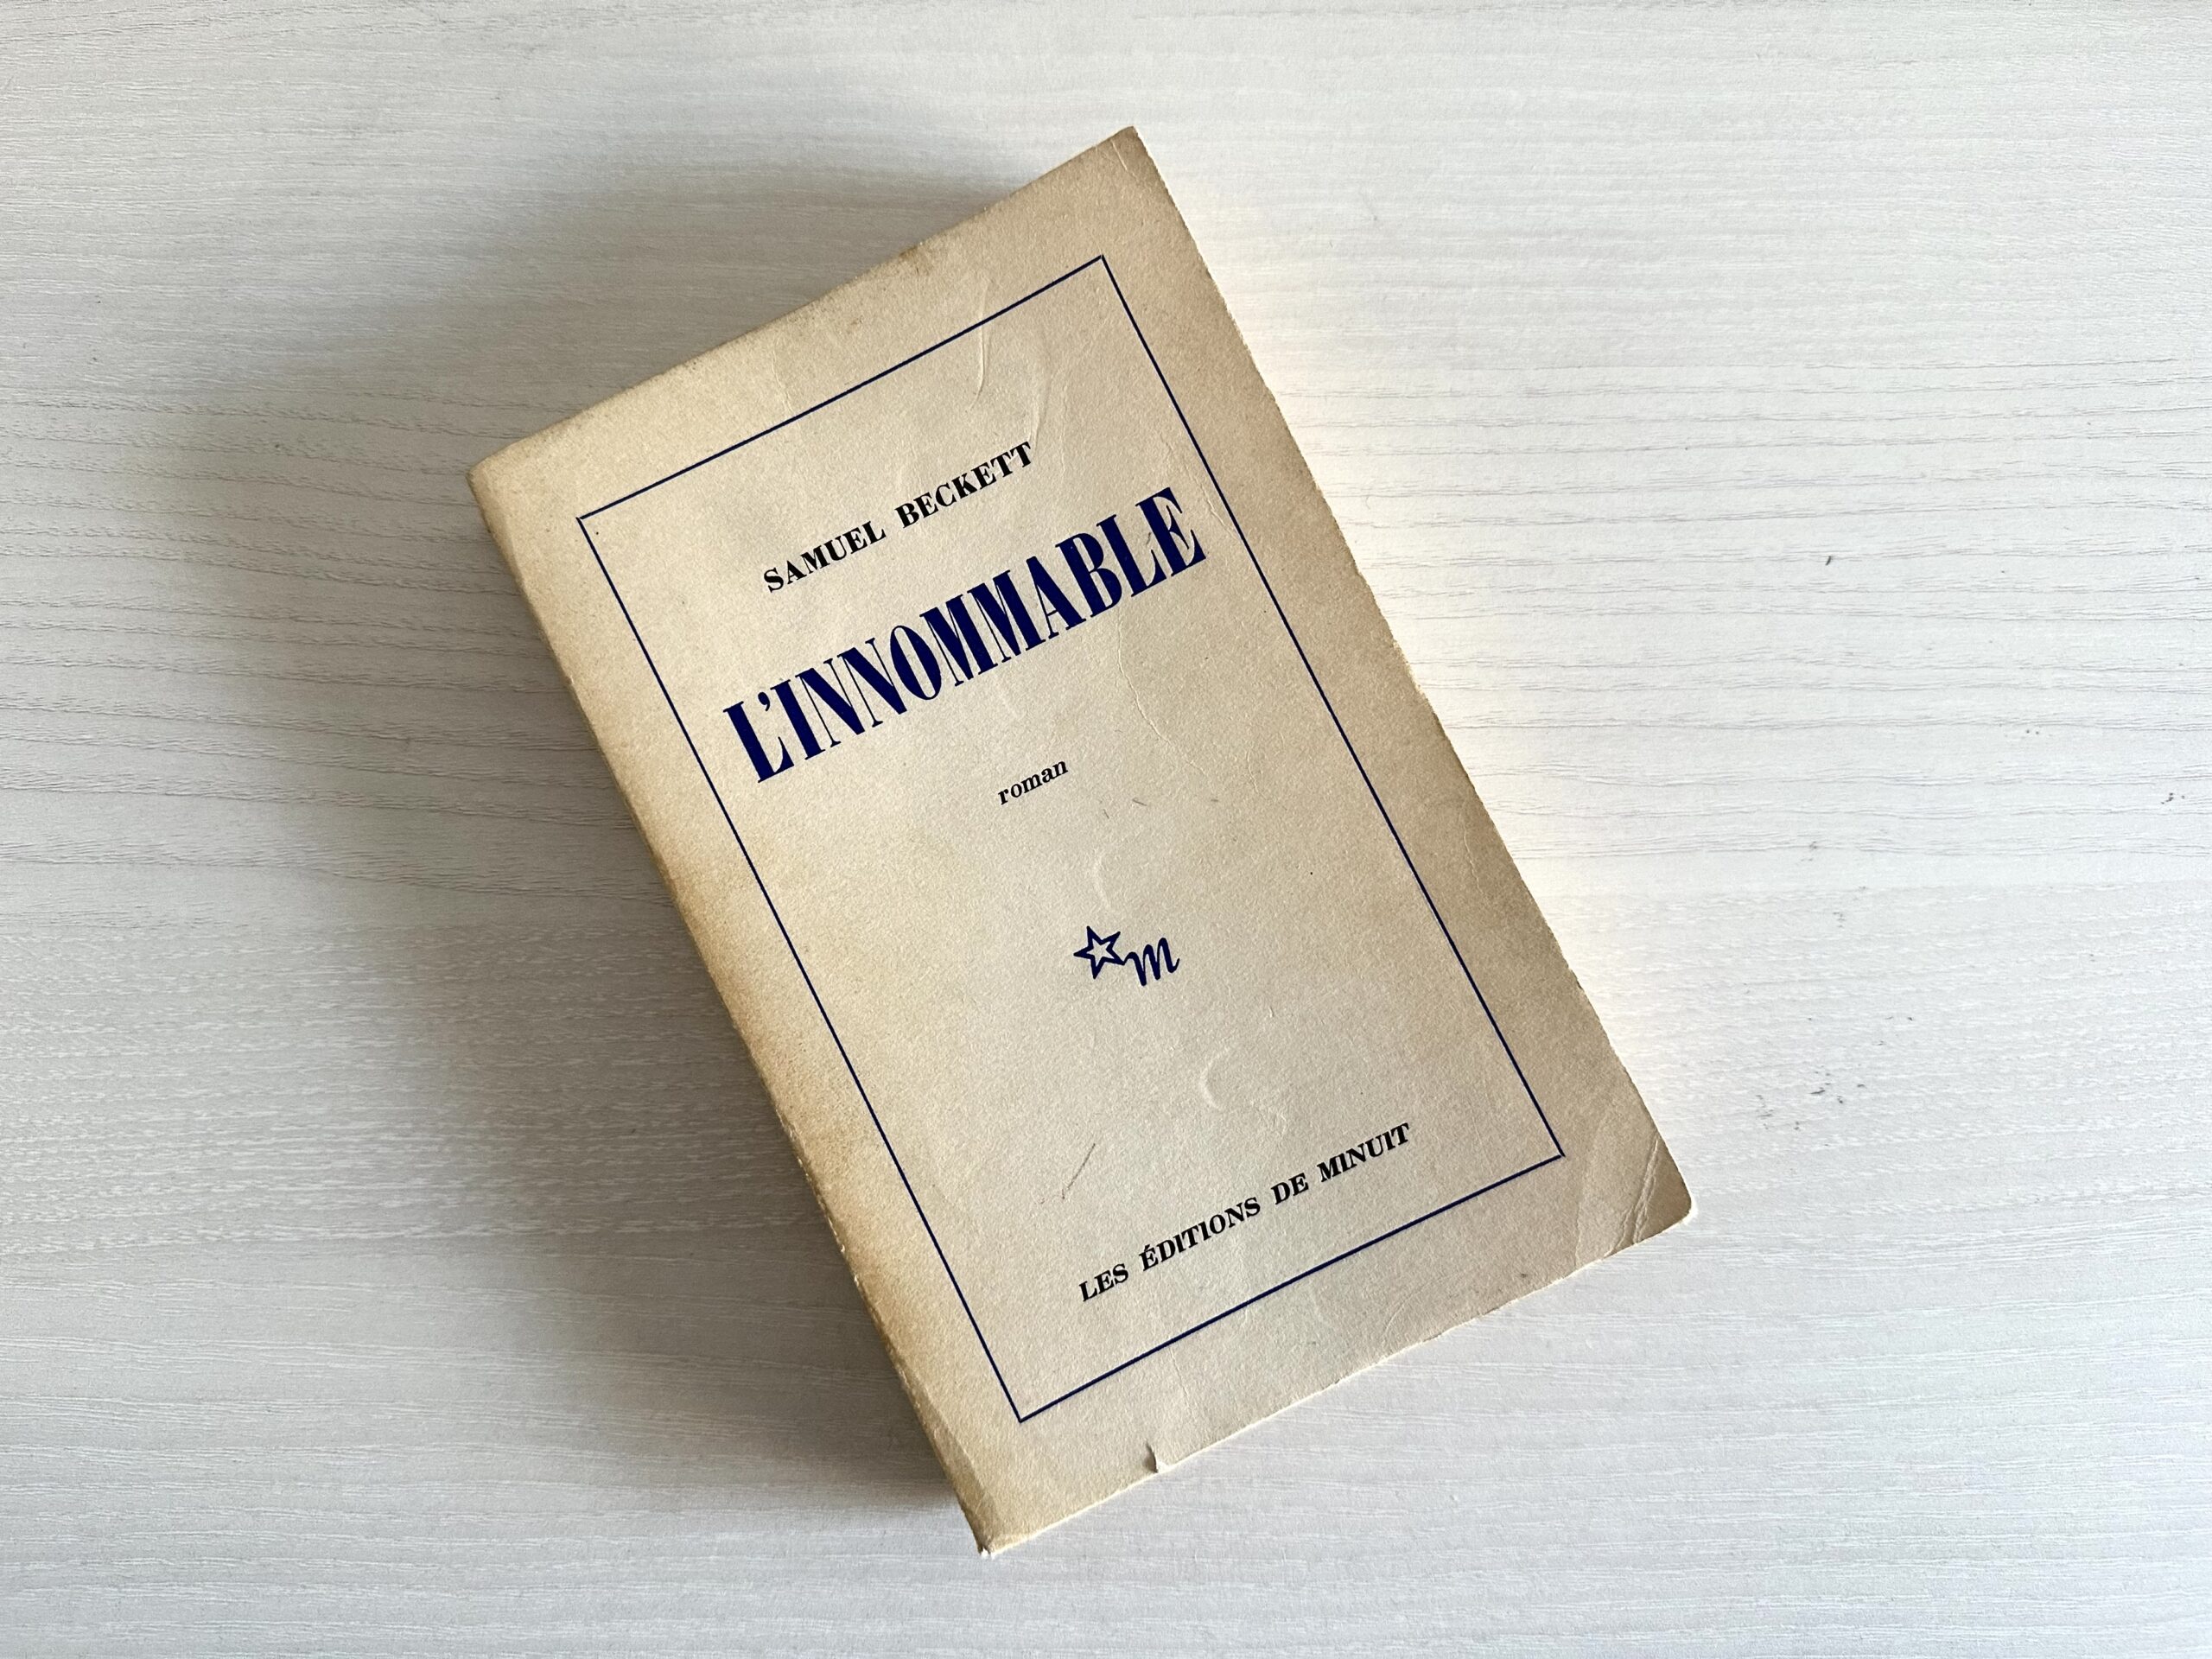 SAMUEL BECKETT
L'INNOMMABLE
roman
m
LES ÉDITIONS DE MINUIT